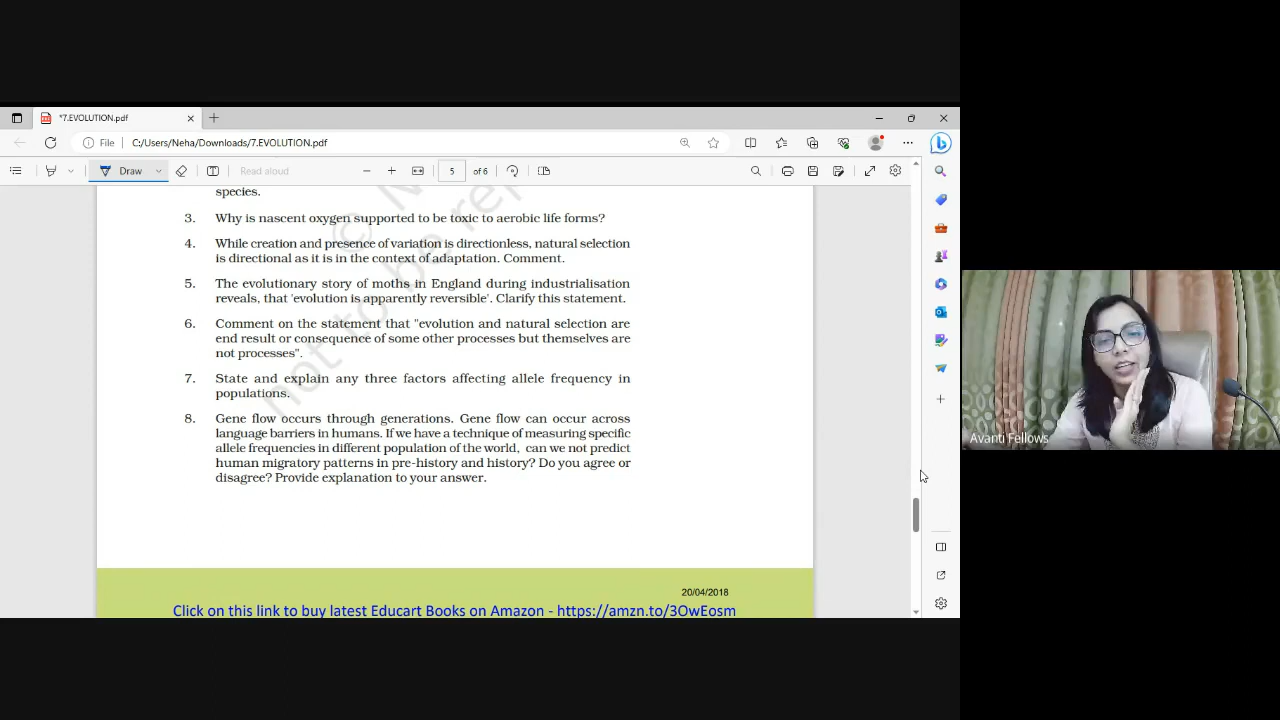 *7.EVOLUTION.pdf
File
C:/Users/Neha/Downloads/7.EVOLUTION.pdf
Draw
Read aloud
5
of 6
species.
3. Why is nascent oxygen supported to be toxic to aerobic life forms?
4. While creation and presence of variation is directionless, natural selection
is directional as it is in the context of adaptation. Comment.
5. The evolutionary story of moths in England during industrialisation
reveals, that 'evolution is apparently reversible'. Clarify this statement.
6. Comment on the statement that "evolution and natural selection are
end result or consequence of some other processes but themselves are
not processes".
7. State and explain any three factors affecting allele frequency in
populations.
8. Gene flow occurs through generations. Gene flow can occur across
language barriers in humans. If we have a technique of measuring specific
allele frequencies in different population of the world, can we not predict
human migratory patterns in pre-history and history? Do you agree or
disagree? Provide explanation to your answer.
20/04/2018
Click on this link to buy latest Educart Books on Amazon - https://amzn.to/3OwEosm
Avanti Fellows
not to be